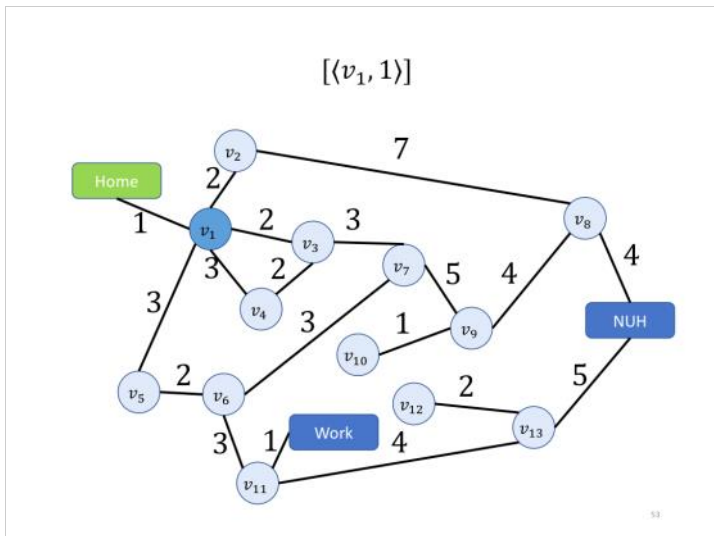 [⟨v₁, 1⟩]
v₂
7
Home
2
1
v₁
2
3
v₈
v₃
3
2
v₇
4
3
5
4
v₄
3
1
v₉
NUH
v₁₀
2
5
v₅
v₆
v₁₂
2
3
1
Work
4
v₁₃
v₁₁
53